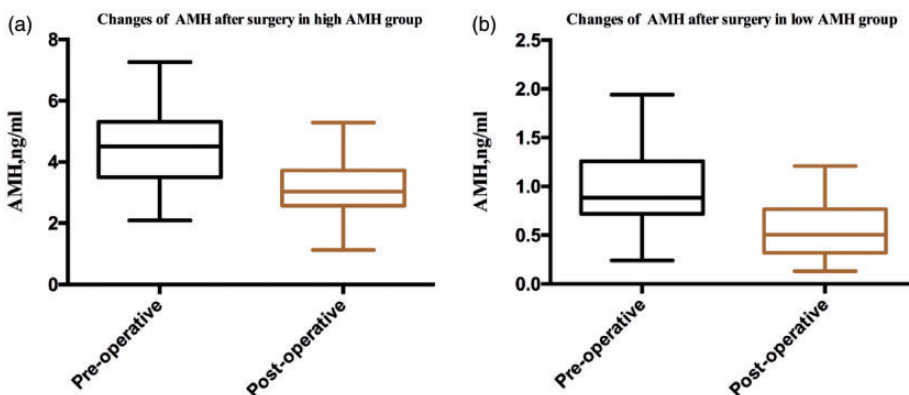 (a) Changes of AMH after surgery in high AMH group
8
6
4
2
0
AMH,ng/ml
Pre-operative
Post-operative
(b) Changes of AMH after surgery in low AMH group
2.5
2.0
1.5
1.0
0.5
0.0
AMH,ng/ml
Pre-operative
Post-operative